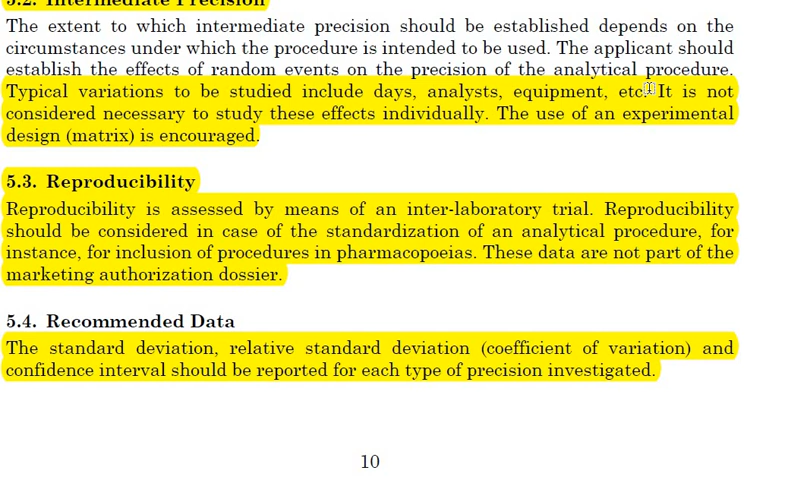 5.2. Intermediate Precision
The extent to which intermediate precision should be established depends on the
circumstances under which the procedure is intended to be used. The applicant should
establish the effects of random events on the precision of the analytical procedure.
Typical variations to be studied include days, analysts, equipment, etc. It is not
considered necessary to study these effects individually. The use of an experimental
design (matrix) is encouraged.
5.3. Reproducibility
Reproducibility is assessed by means of an inter-laboratory trial. Reproducibility
should be considered in case of the standardization of an analytical procedure, for
instance, for inclusion of procedures in pharmacopoeias. These data are not part of the
marketing authorization dossier.
5.4. Recommended Data
The standard deviation, relative standard deviation (coefficient of variation) and
confidence interval should be reported for each type of precision investigated.
10